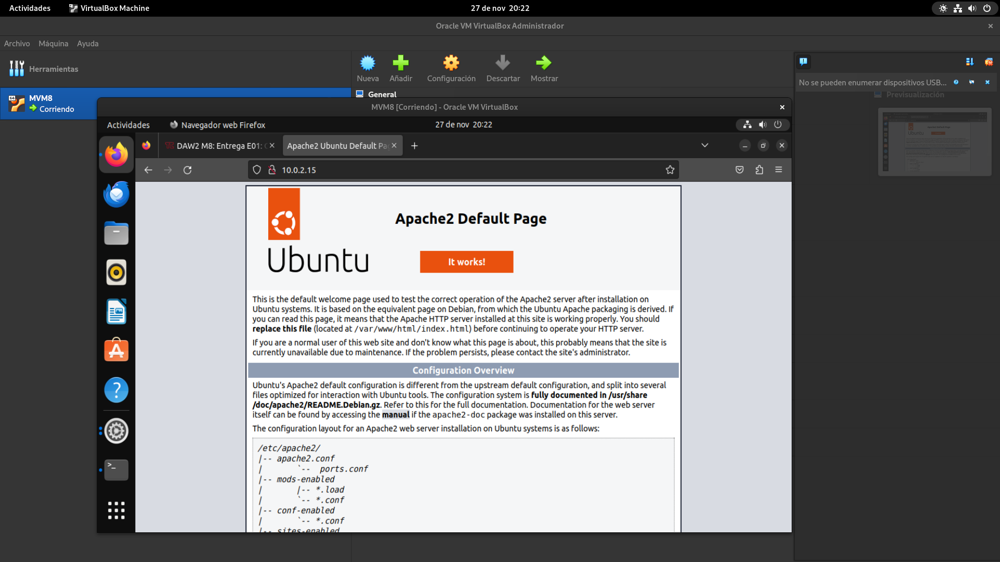 Actividades
VirtualBox Machine
27 de nov 20:22
Oracle VM VirtualBox Administrador
Archivo Máquina Ayuda
Herramientas
Nueva Añadir Configuración Descartar Mostrar
No se pueden enumerar dispositivos USB...
64
MVM8
Corriendo
General
Previsualización
MVM8 [Corriendo] - Oracle VM VirtualBox
Actividades
Navegador web Firefox
27 de nov 20:22
DAW2 M8: Entrega E01:
Apache2 Ubuntu Default Pa
10.0.2.15
Apache2 Default Page
Ubuntu
It works!
This is the default welcome page used to test the correct operation of the Apache2 server after installation on
Ubuntu systems. It is based on the equivalent page on Debian, from which the Ubuntu Apache packaging is derived. If
you can read this page, it means that the Apache HTTP server installed at this site is working properly. You should
replace this file (located at /var/www/html/index.html) before continuing to operate your HTTP server.
If you are a normal user of this web site and don't know what this page is about, this probably means that the site is
currently unavailable due to maintenance. If the problem persists, please contact the site's administrator.
Configuration Overview
Ubuntu's Apache2 default configuration is different from the upstream default configuration, and split into several
files optimized for interaction with Ubuntu tools. The configuration system is fully documented in /usr/share
/doc/apache2/README.Debian.gz. Refer to this for the full documentation. Documentation for the web server
itself can be found by accessing the manual if the apache2-doc package was installed on this server.
The configuration layout for an Apache2 web server installation on Ubuntu systems is as follows:
/etc/apache2/
|-- apache2.conf
|       `--  ports.conf
|-- mods-enabled
|       |-- *.load
|       `-- *.conf
|-- conf-enabled
|       `-- *.conf
|-- sites-enabled